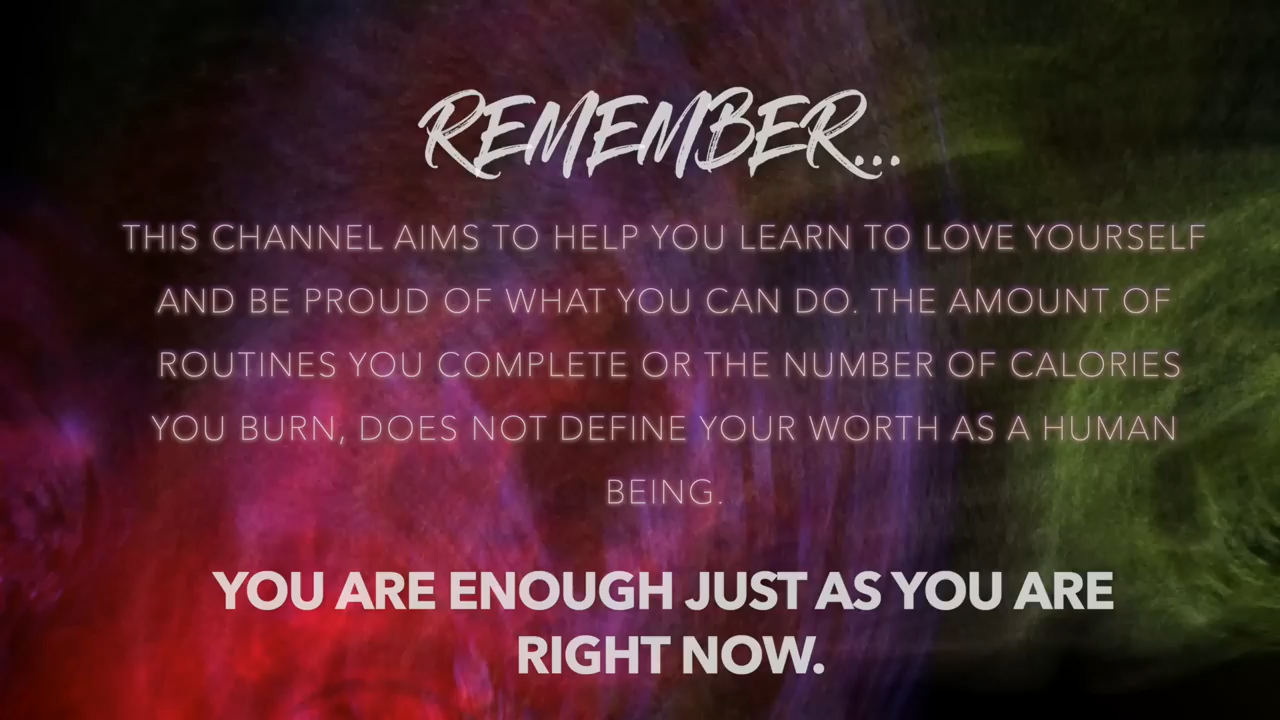 REMEMBER...
THIS CHANNEL AIMS TO HELP YOU LEARN TO LOVE YOURSELF
AND BE PROUD OF WHAT YOU CAN DO. THE AMOUNT OF
ROUTINES YOU COMPLETE OR THE NUMBER OF CALORIES
YOU BURN, DOES NOT DEFINE YOUR WORTH AS A HUMAN
BEING.
YOU ARE ENOUGH JUST AS YOU ARE
RIGHT NOW.